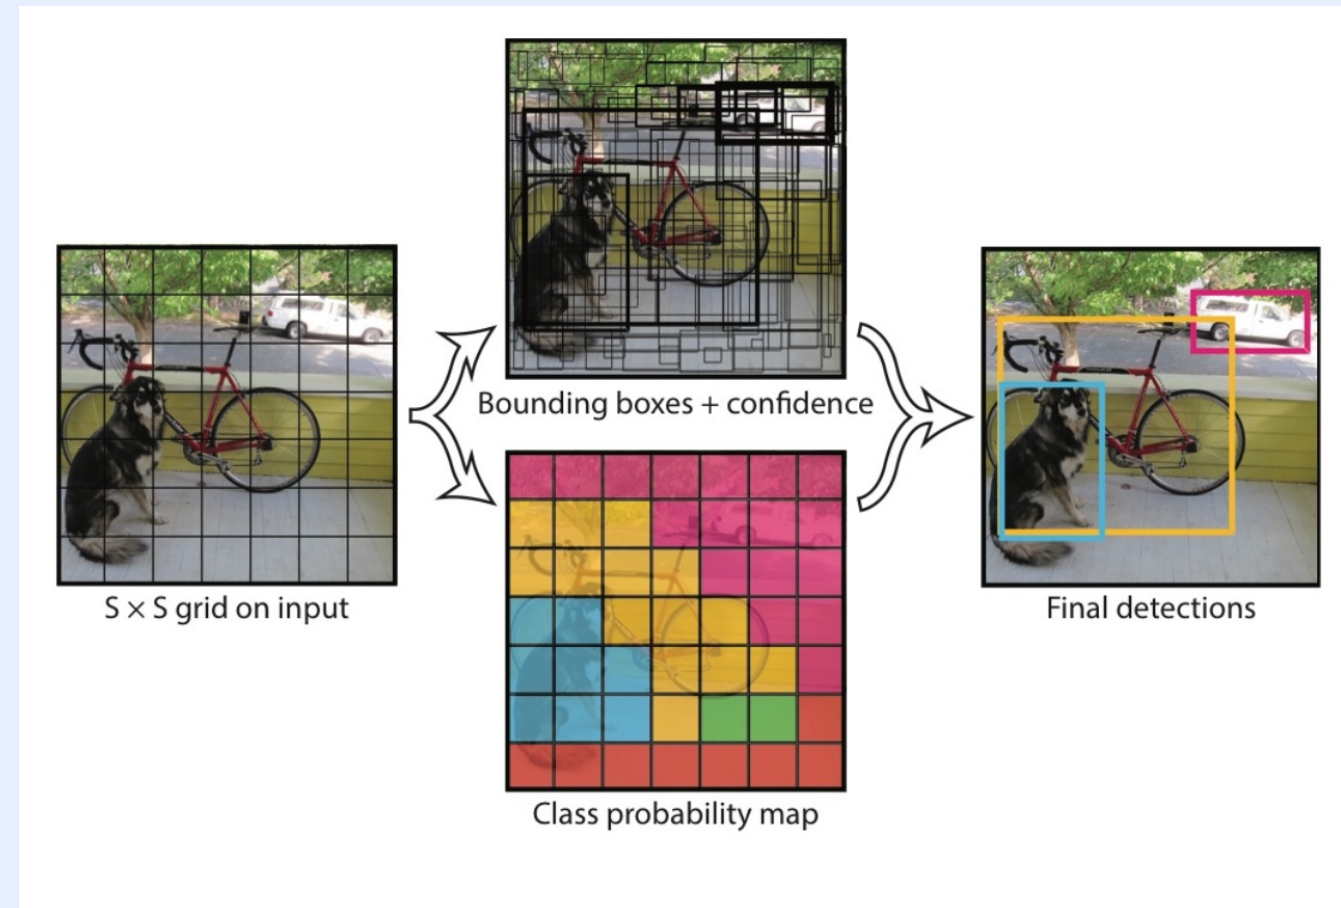 S × S grid on input
Bounding boxes + confidence
Class probability map
Final detections